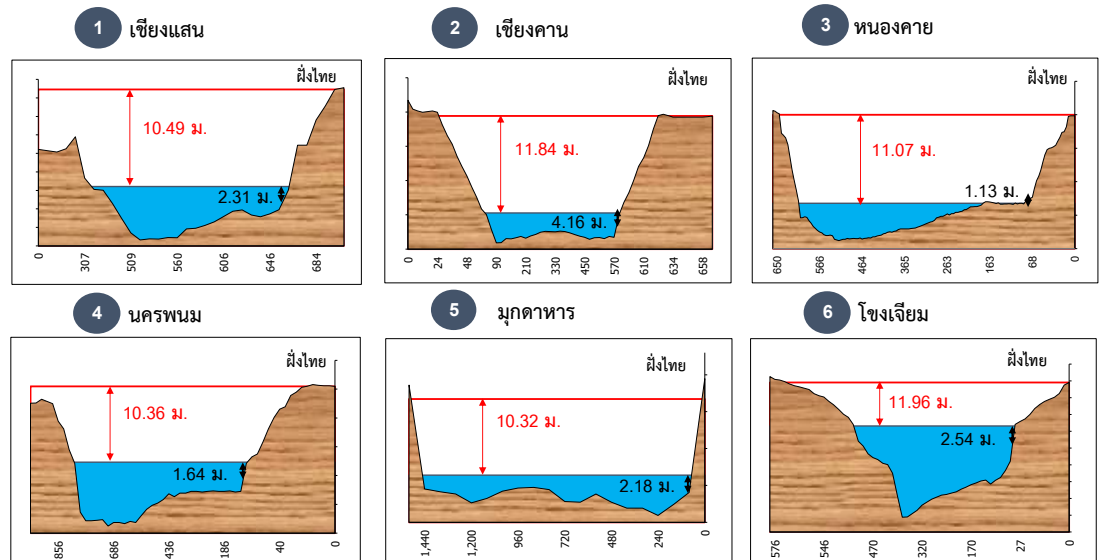 1 เชียงแสน
ฝั่งไทย
10.49 ม.
2.31 ม.
0 307 509 560 606 646 684
2 เชียงคาน
ฝั่งไทย
11.84 ม.
4.16 ม.
0 24 48 90 210 330 450 570 610 634 658
3 หนองคาย
ฝั่งไทย
11.07 ม.
1.13 ม.
650 566 464 365 263 163 68 0
4 นครพนม
ฝั่งไทย
10.36 ม.
1.64 ม.
856 686 436 186 40 0
5 มุกดาหาร
ฝั่งไทย
10.32 ม.
2.18 ม.
1,440 1,200 960 720 480 240 0
6 โขงเจียม
ฝั่งไทย
11.96 ม.
2.54 ม.
576 546 470 320 170 27 0